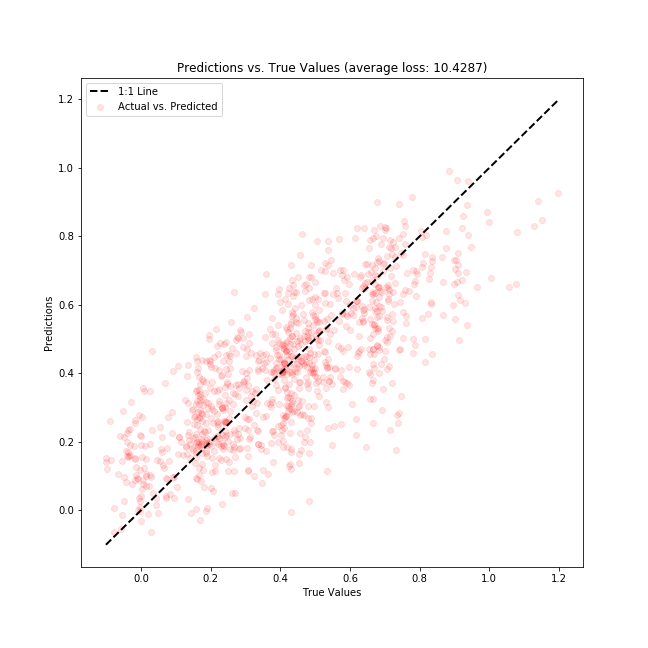 Predictions vs. True Values (average loss: 10.4287)
1:1 Line
Actual vs. Predicted
1.2
1.0
0.8
0.6
0.4
0.2
0.0
Predictions
0.0 0.2 0.4 0.6 0.8 1.0 1.2
True Values